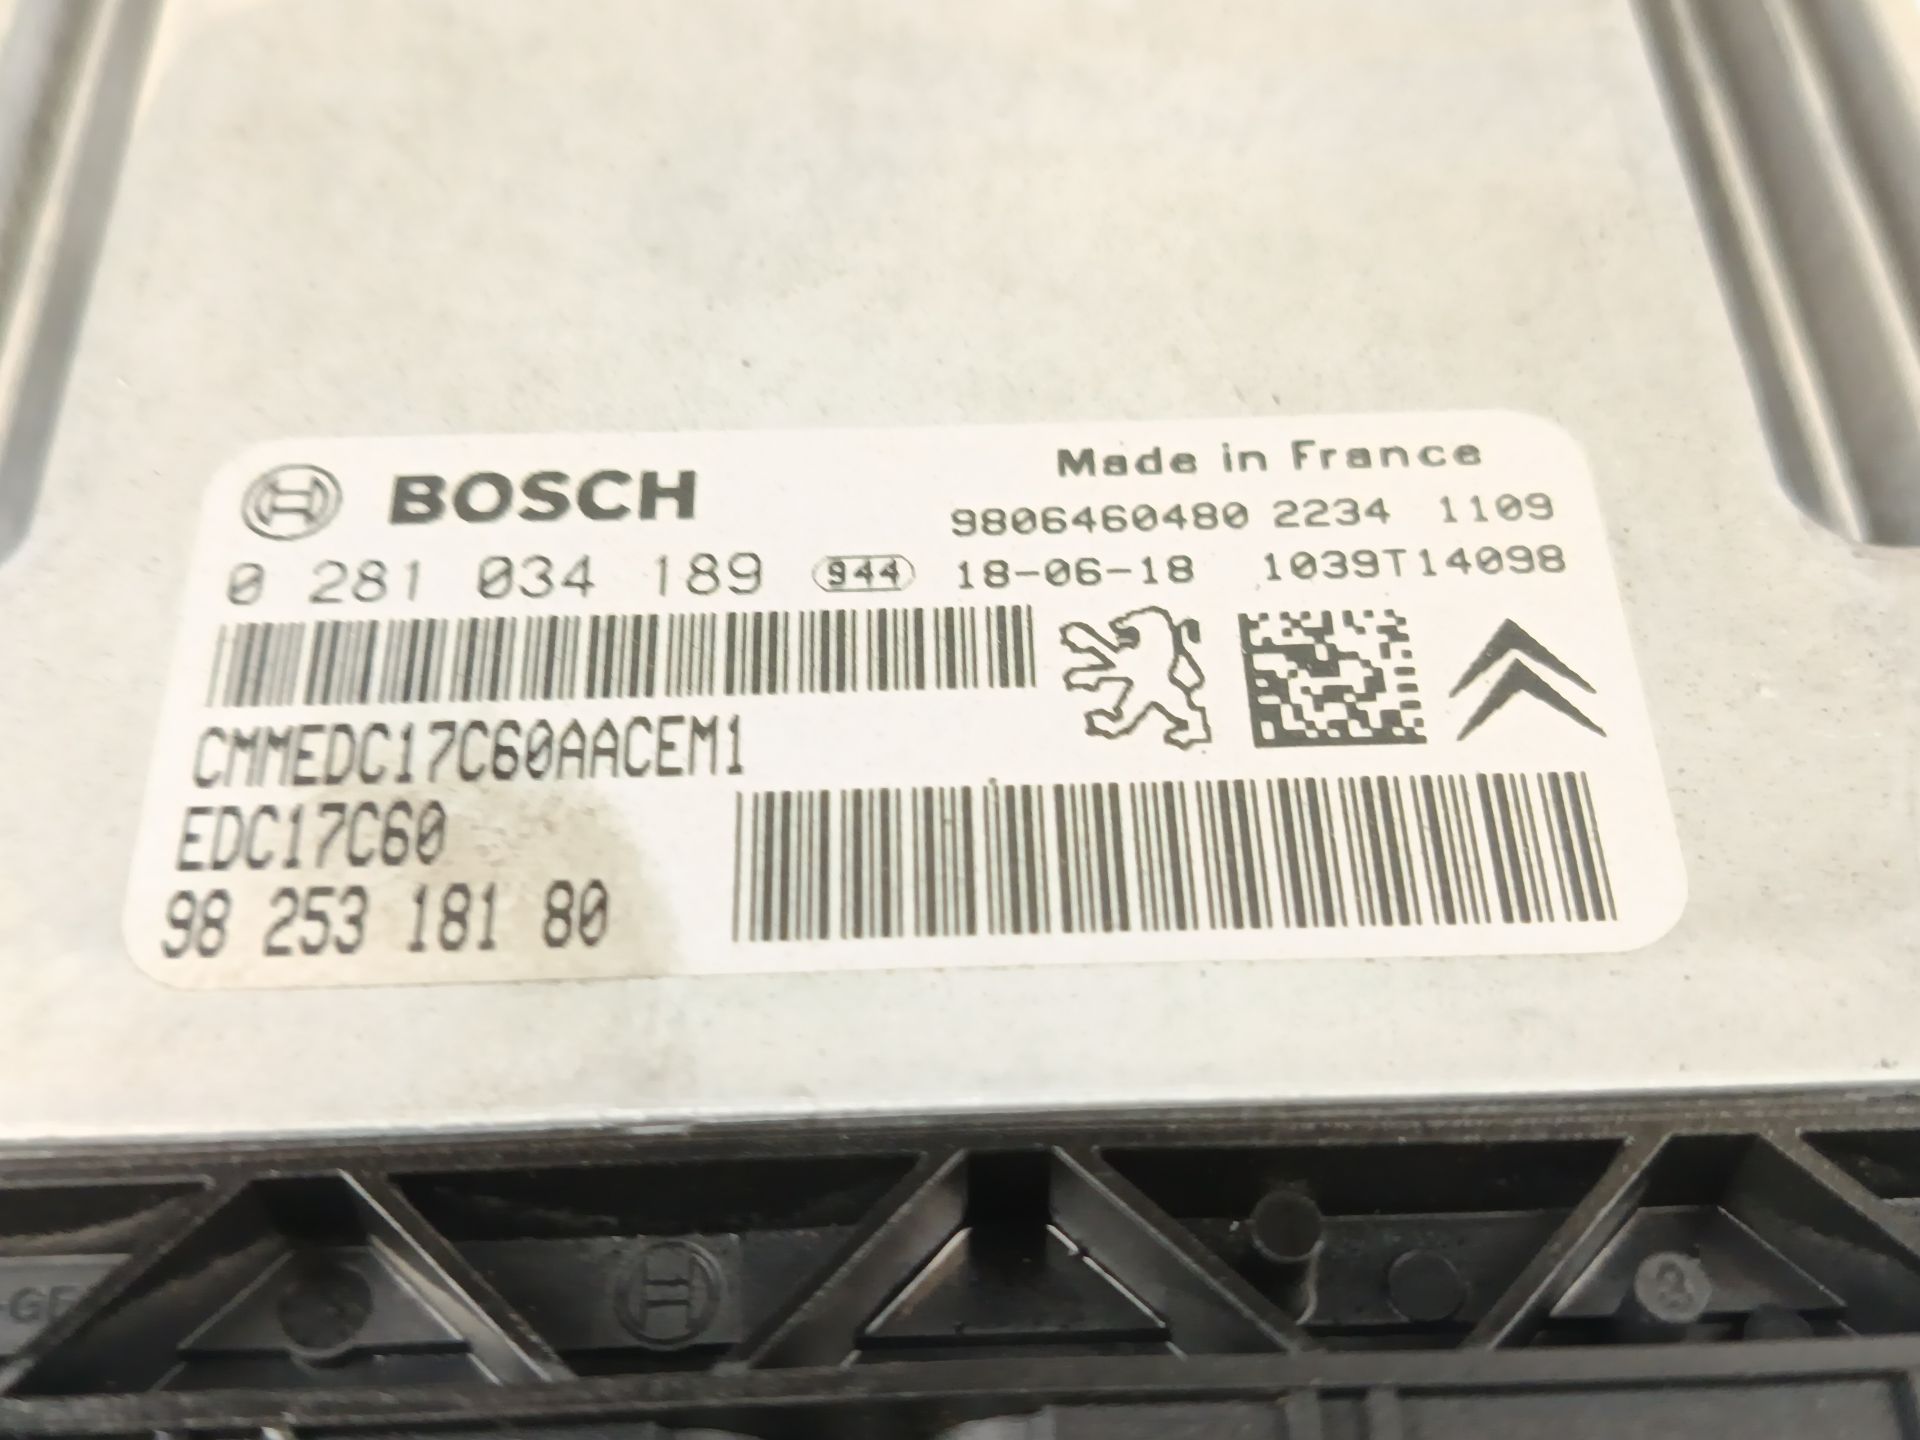 BOSCH
Made in France
9806460480 2234 1109
0 281 034 189 944 18-06-18 1039T14098
CMMEDC17C60AACEM1
EDC17C60
98 253 181 80